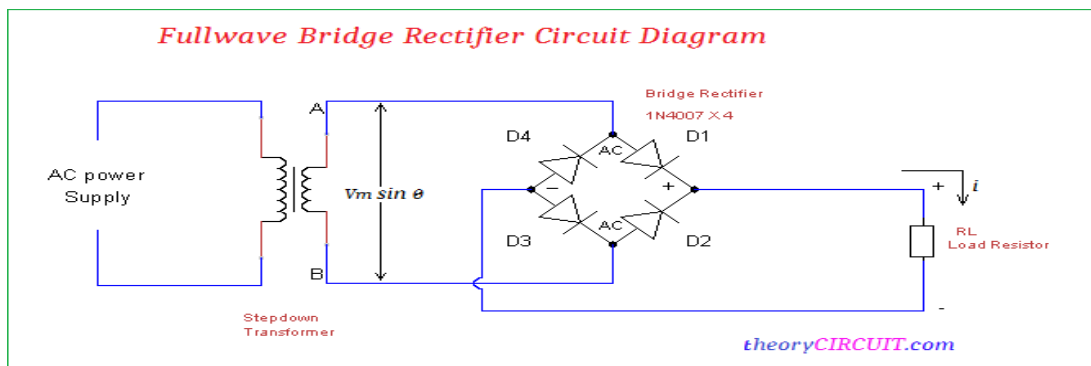 Fullwave Bridge Rectifier Circuit Diagram
Bridge Rectifier
1N4007 X 4
A
D4
D1
AC
AC power
Supply
Vm sin θ
−
+
+
i
AC
D3
D2
RL
Load Resistor
B
-
Stepdown
Transformer
theoryCIRCUIT.com